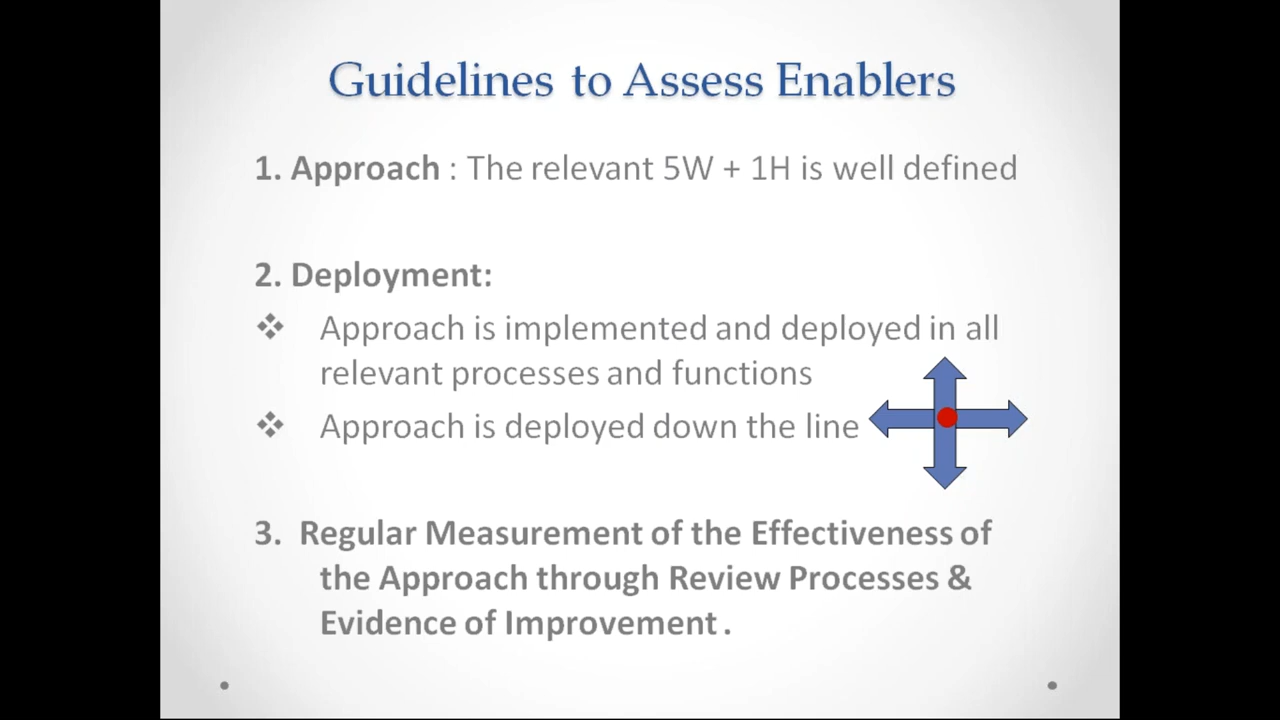 Guidelines to Assess Enablers
1. Approach : The relevant 5W + 1H is well defined
2. Deployment:
❖ Approach is implemented and deployed in all
relevant processes and functions
❖ Approach is deployed down the line
3. Regular Measurement of the Effectiveness of
the Approach through Review Processes &
Evidence of Improvement .